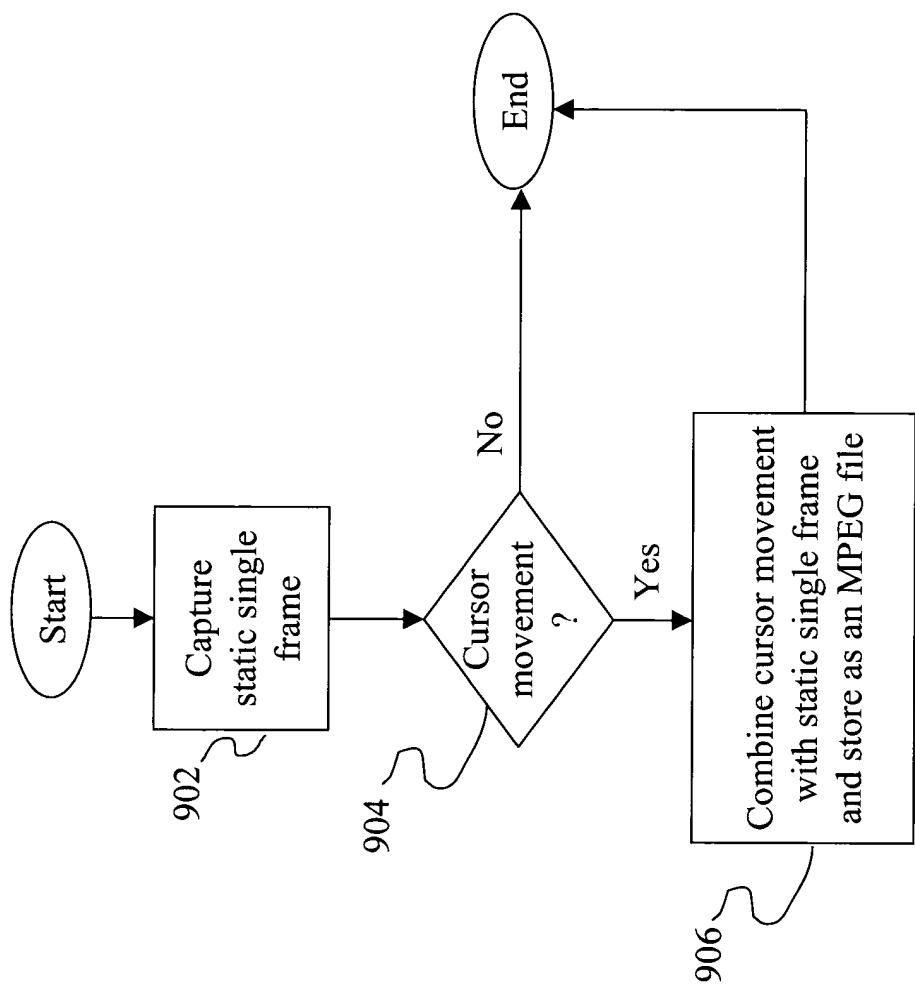 Start
902
Capture
static single
frame
904
Cursor
movement
?
No
End
Yes
906
Combine cursor movement
with static single frame
and store as an MPEG file